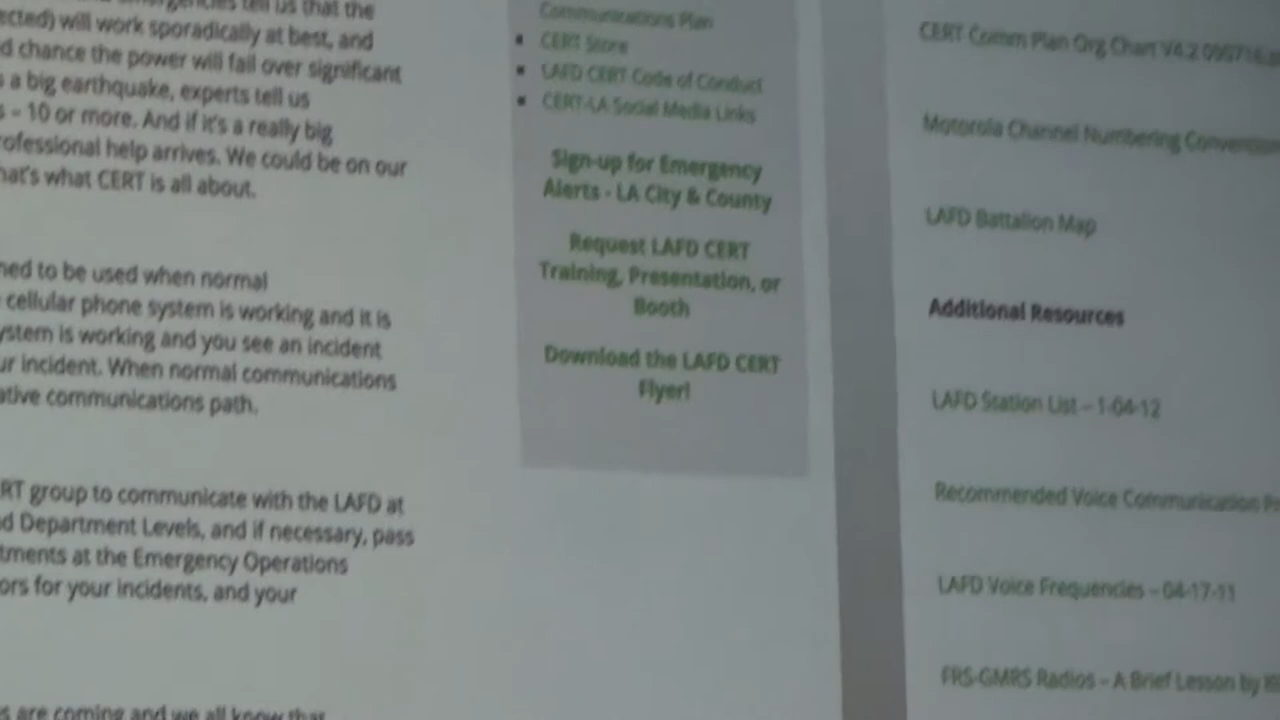 encies tell us that the
ected) will work sporadically at best, and
d chance the power will fail over significant
s a big earthquake, experts tell us
s – 10 or more. And if it's a really big
rofessional help arrives. We could be on our
hat's what CERT is all about.
ned to be used when normal
cellular phone system is working and it is
ystem is working and you see an incident
ur incident. When normal communications
ative communications path.
RT group to communicate with the LAFD at
d Department Levels, and if necessary, pass
tments at the Emergency Operations
ors for your incidents, and your
s are coming and we all know that
Communications Plan
CERT Store
LAFD CERT Code of Conduct
CERT-LA Social Media Links
Sign-up for Emergency
Alerts - LA City & County
Request LAFD CERT
Training, Presentation, or
Booth
Download the LAFD CERT
Flyer!
CERT Comm Plan Org Chart V4.2
Motorola Channel Numbering Convention
LAFD Battalion Map
Additional Resources
LAFD Station List – 1-04-12
Recommended Voice Communication
LAFD Voice Frequencies – 04-17-11
FRS-GMRS Radios – A Brief Lesson by